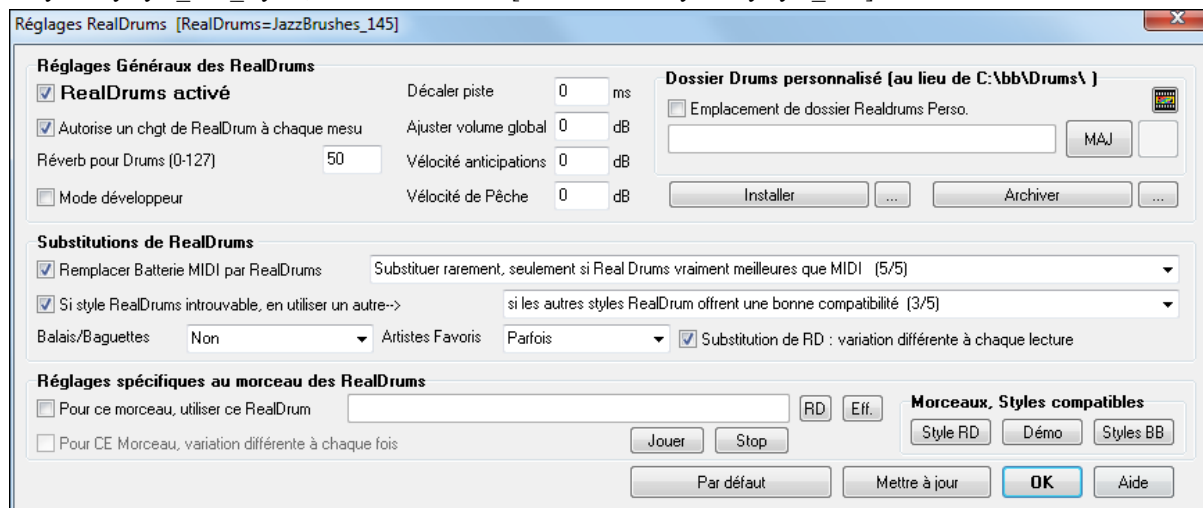 Réglages RealDrums [RealDrums=JazzBrushes_145]
Réglages Généraux des RealDrums
RealDrums activé
Décaler piste 0 ms
Dossier Drums personnalisé (au lieu de C:\bb\Drums\ )
Emplacement de dossier Realdrums Perso.
Autorise un chgt de RealDrum à chaque mesu
Ajuster volume global 0 dB
MAJ
Réverb pour Drums (0-127) 50
Vélocité anticipations 0 dB
Mode développeur
Vélocité de Pêche 0 dB
Installer ... Archiver ...
Substitutions de RealDrums
Remplacer Batterie MIDI par RealDrums Substituer rarement, seulement si Real Drums vraiment meilleures que MIDI (5/5)
Si style RealDrums introuvable, en utiliser un autre--> si les autres styles RealDrum offrent une bonne compatibilité (3/5)
Balais/Baguettes Non Artistes Favoris Parfois Substitution de RD : variation différente à chaque lecture
Réglages spécifiques au morceau des RealDrums
Pour ce morceau, utiliser ce RealDrum RD Eff.
Morceaux, Styles compatibles
Style RD Démo Styles BB
Pour CE Morceau, variation différente à chaque fois Jouer Stop
Par défaut Mettre à jour OK Aide